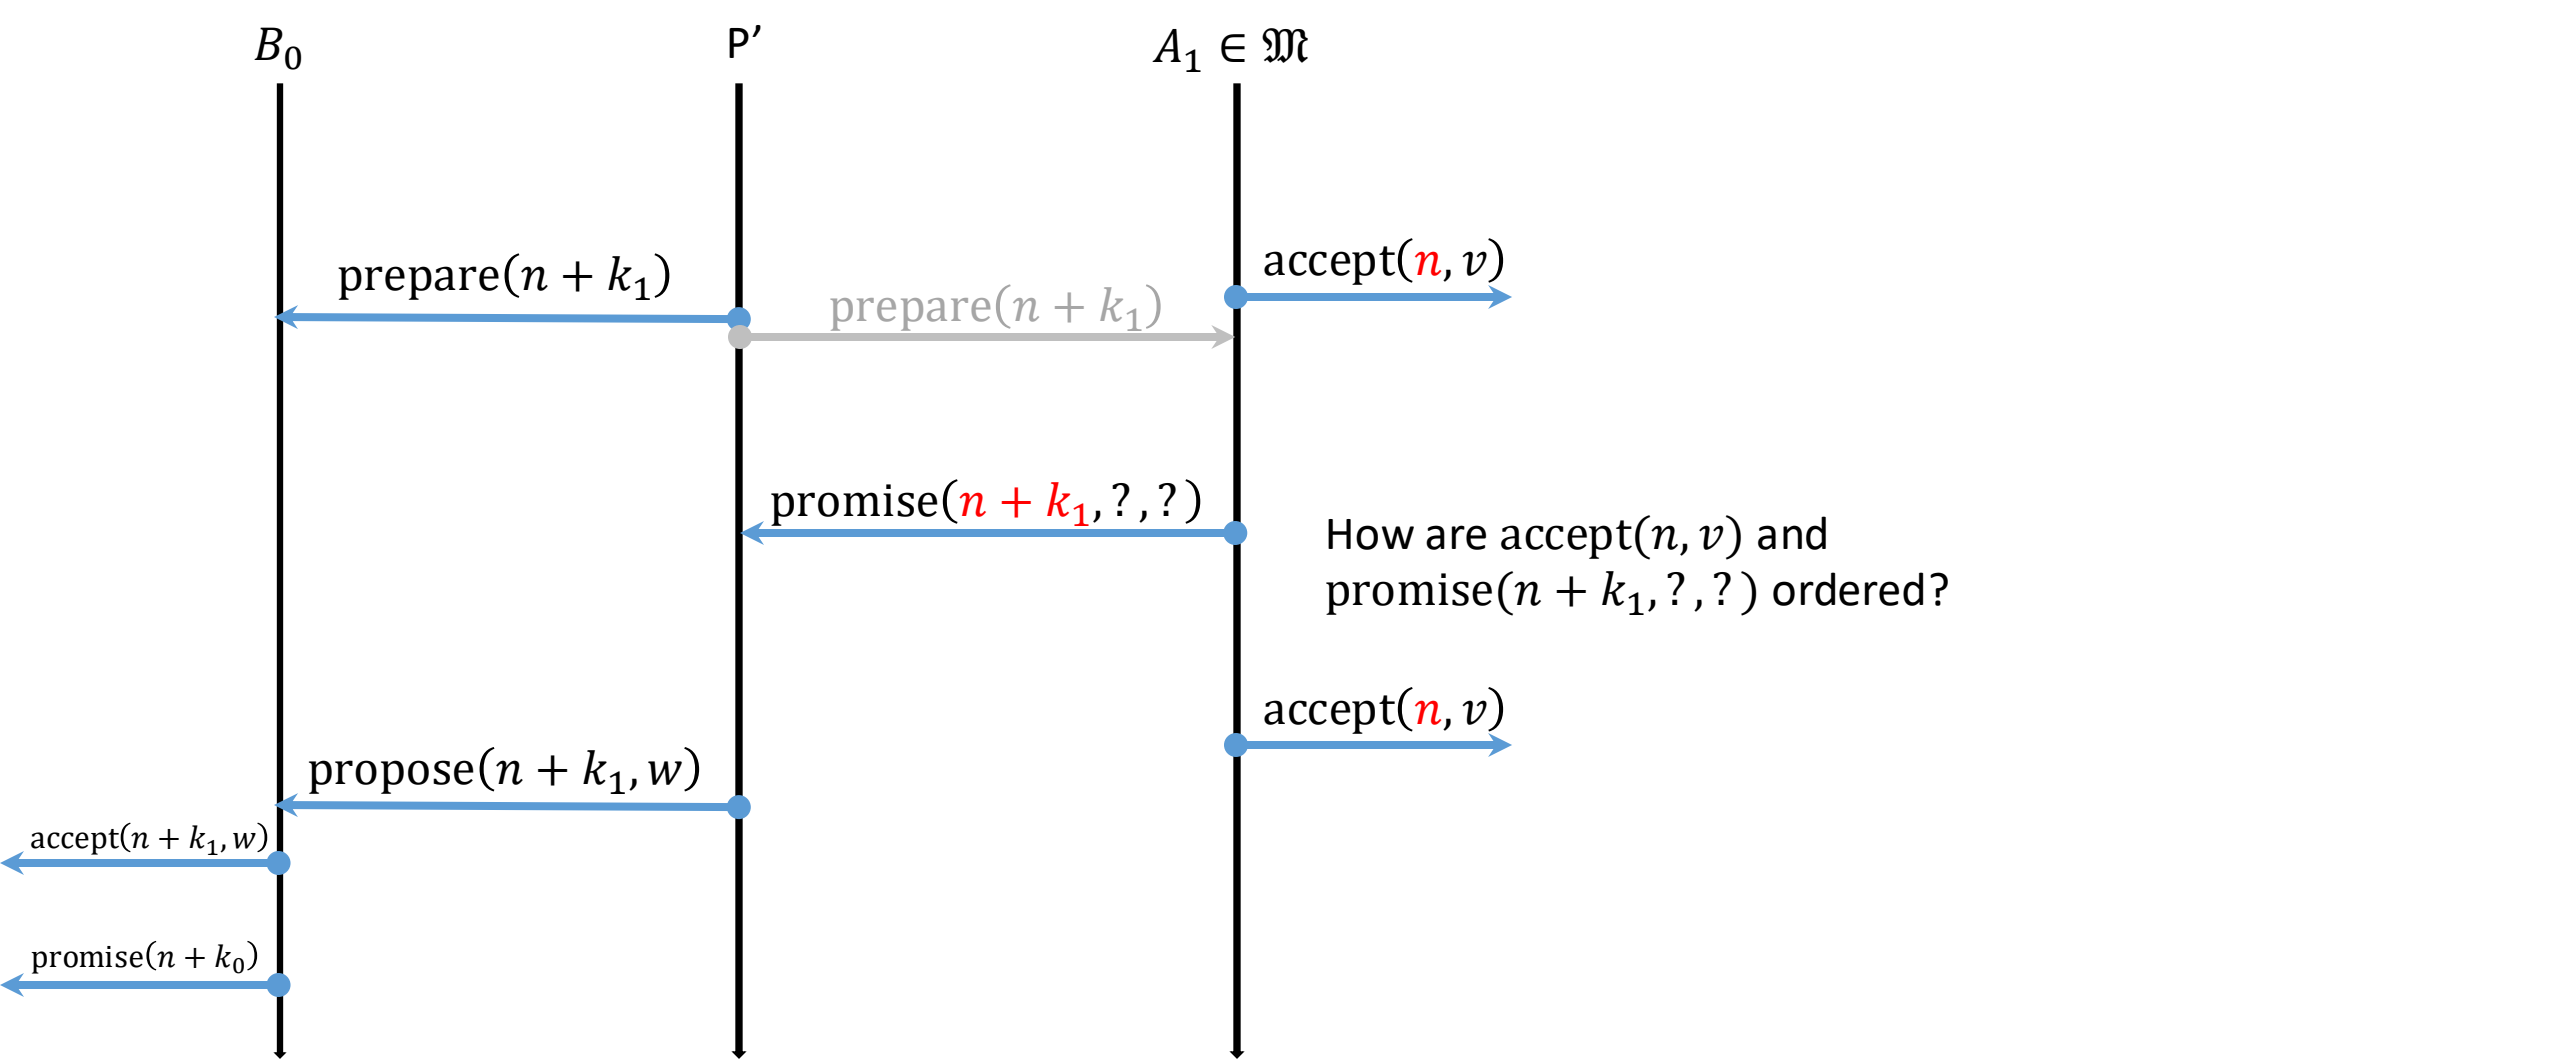 B₀
P’
A₁ ∈ 𝔐
accept(n, v)
prepare(n + k₁)
prepare(n + k₁)
promise(n + k₁, ? , ? )
How are accept(n, v) and
promise(n + k₁, ? , ? ) ordered?
accept(n, v)
propose(n + k₁, w)
accept(n + k₁, w)
promise(n + k₀)